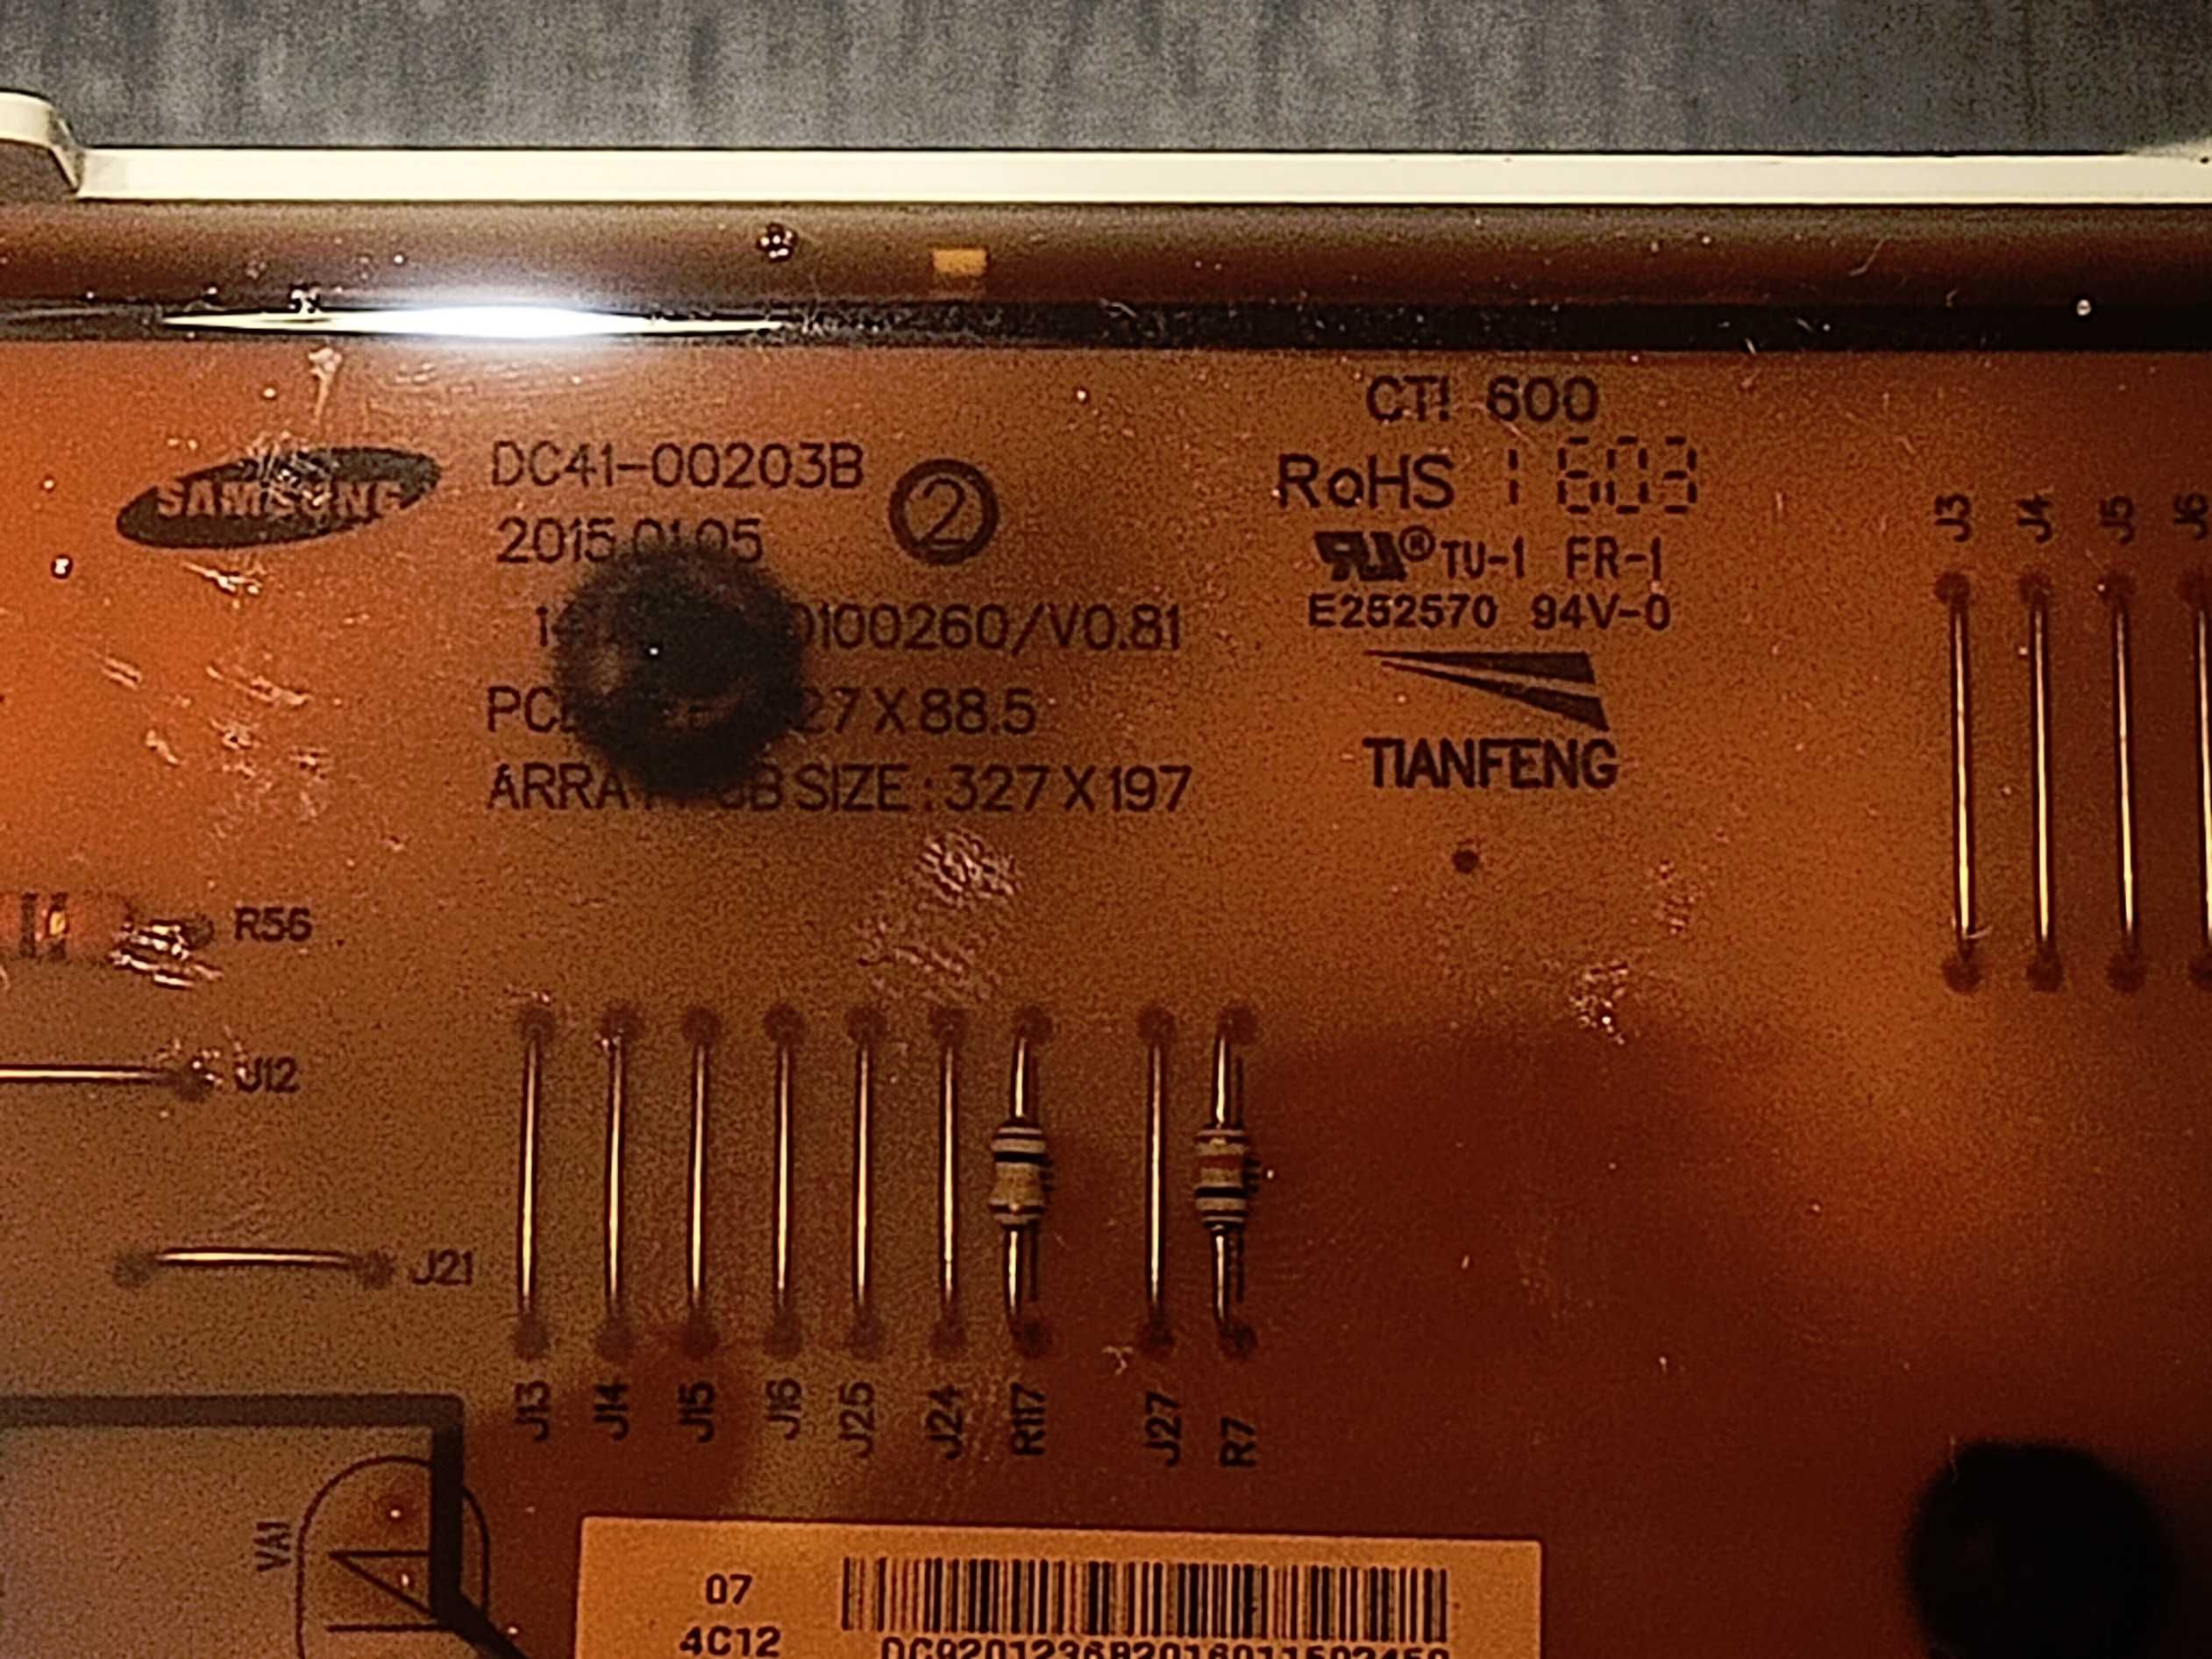 SAMSUNG
DC41-00203B
②
2015.01.05
0100260/V0.81
27 X 88.5
SIZE : 327 X 197
CTI 600
RoHS 1603
RU® TU-1 FR-1
E252570 94V-0
TIANFENG
J3 J4 J5 J6
R56
J12
J21
J13 J14 J15 J16 J25 J24 R117 J27 R7
VA1
07
4C12